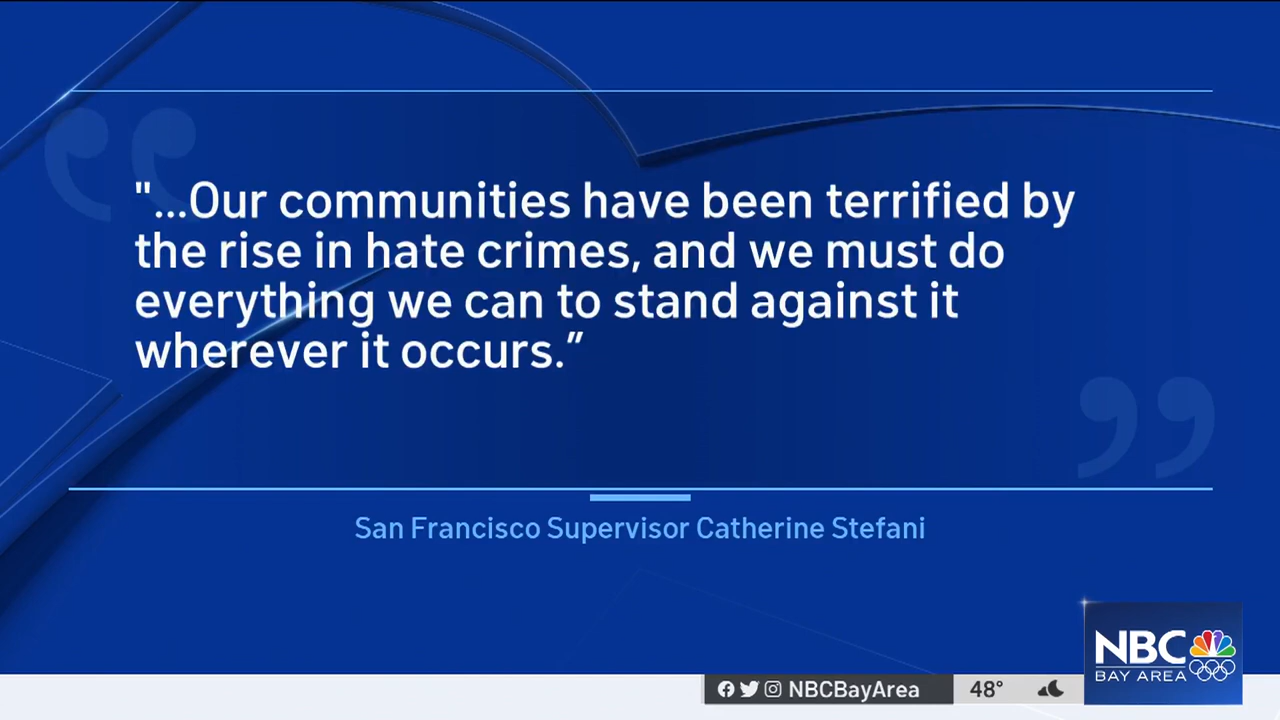 "...Our communities have been terrified by
the rise in hate crimes, and we must do
everything we can to stand against it
wherever it occurs.”
San Francisco Supervisor Catherine Stefani
NBC
BAY AREA
NBCBayArea
48°